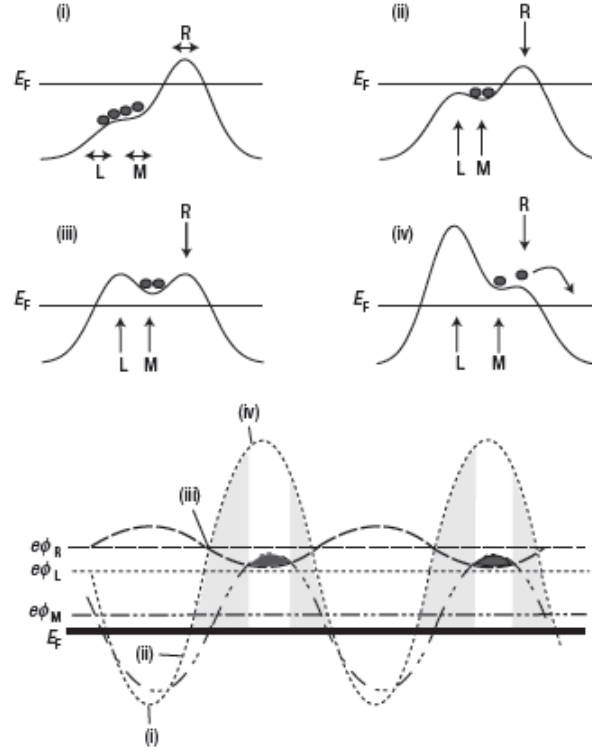 (i)
R
E_F
L M
(ii)
R
E_F
L M
(iii)
R
E_F
L M
(iv)
R
E_F
L M
(iv)
(iii)
eϕ_R
eϕ_L
eϕ_M
E_F
(ii)
(i)